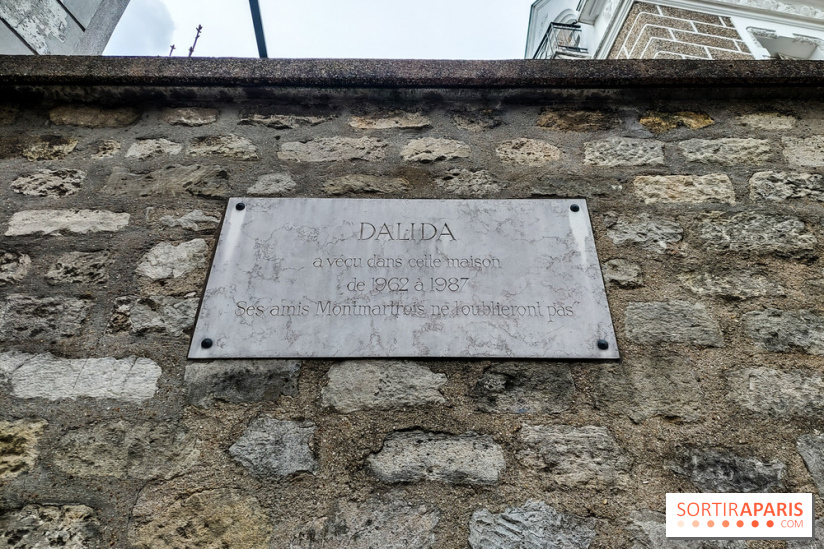 DALIDA
a vécu dans cette maison
de 1962 à 1987
"Ses amis Montmartrois ne l'oublieront pas"
SORTIRAPARIS
.COM